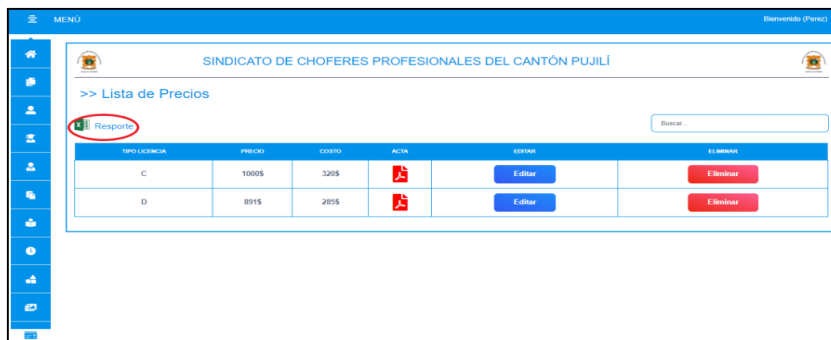 MENÚ
Bienvenido (Perez)
SINDICATO DE CHOFERES PROFESIONALES DEL CANTÓN PUJILÍ
>> Lista de Precios
Resporte
Buscar...
TIPO LICENCIA PRECIO COSTO ACTA EDITAR ELIMINAR
C 1000$ 320$ Editar Eliminar
D 891$ 285$ Editar Eliminar